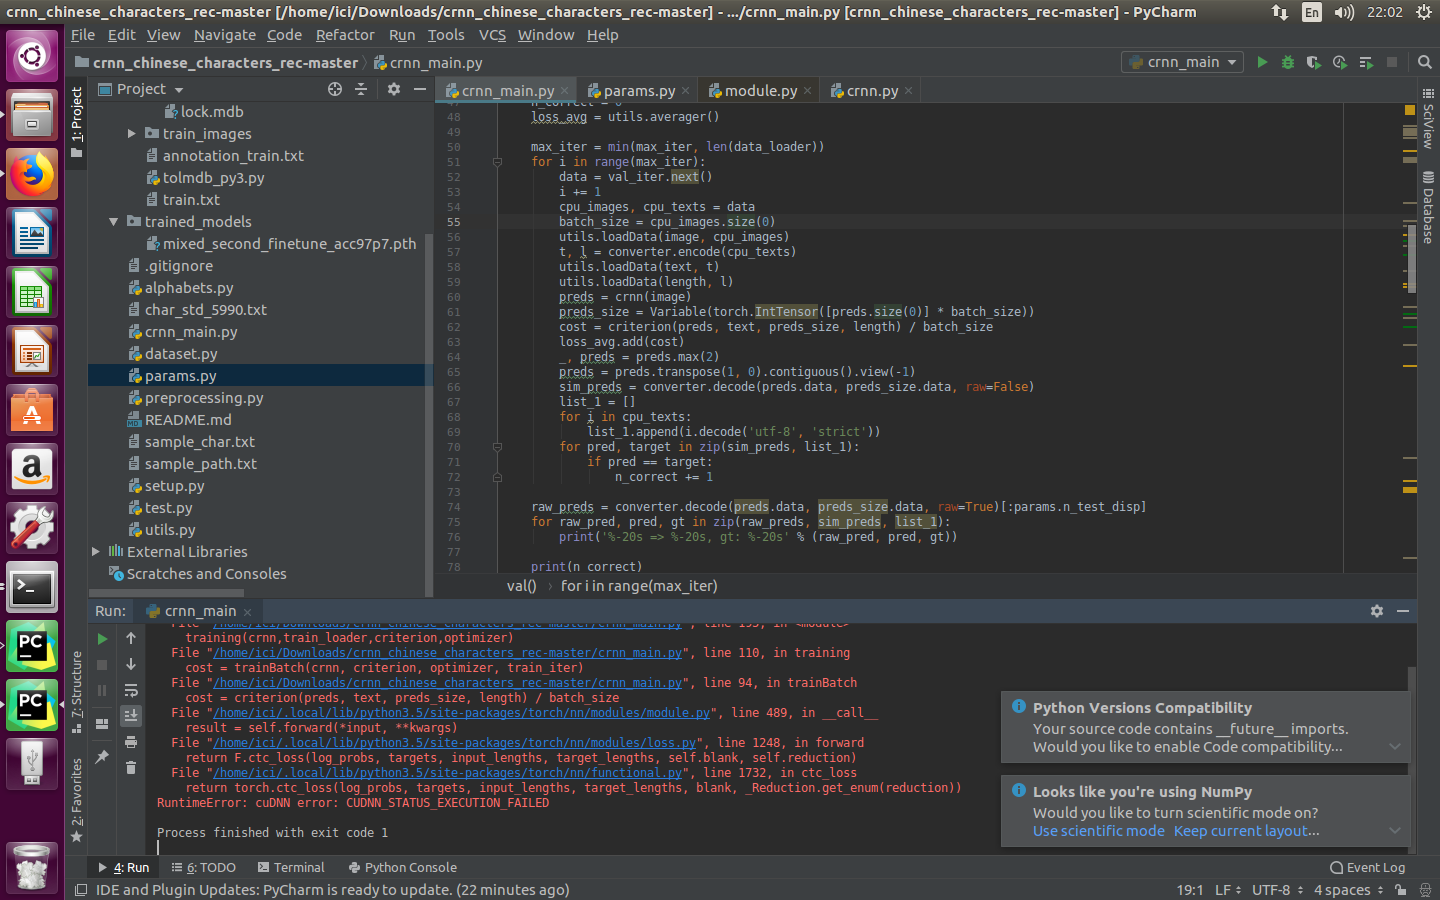 crnn_chinese_characters_rec-master [/home/ici/Downloads/crnn_chinese_characters_rec-master] - .../crnn_main.py [crnn_chinese_characters_rec-master] - PyCharm
En
22:02
File Edit View Navigate Code Refactor Run Tools VCS Window Help
crnn_chinese_characters_rec-master
crnn_main.py
crnn_main
Project
crnn_main.py
params.py
module.py
crnn.py
1: Project
7: Structure
2: Favorites
SciView
Database
lock.mdb
train_images
annotation_train.txt
tolmdb_py3.py
train.txt
trained_models
mixed_second_finetune_acc97p7.pth
.gitignore
alphabets.py
char_std_5990.txt
crnn_main.py
dataset.py
params.py
preprocessing.py
README.md
sample_char.txt
sample_path.txt
setup.py
test.py
utils.py
External Libraries
Scratches and Consoles
47 n_correct = 0
48 loss_avg = utils.averager()
49
50 max_iter = min(max_iter, len(data_loader))
51 for i in range(max_iter):
52 data = val_iter.next()
53 i += 1
54 cpu_images, cpu_texts = data
55 batch_size = cpu_images.size(0)
56 utils.loadData(image, cpu_images)
57 t, l = converter.encode(cpu_texts)
58 utils.loadData(text, t)
59 utils.loadData(length, l)
60 preds = crnn(image)
61 preds_size = Variable(torch.IntTensor([preds.size(0)] * batch_size))
62 cost = criterion(preds, text, preds_size, length) / batch_size
63 loss_avg.add(cost)
64 _, preds = preds.max(2)
65 preds = preds.transpose(1, 0).contiguous().view(-1)
66 sim_preds = converter.decode(preds.data, preds_size.data, raw=False)
67 list_1 = []
68 for i in cpu_texts:
69 list_1.append(i.decode('utf-8', 'strict'))
70 for pred, target in zip(sim_preds, list_1):
71 if pred == target:
72 n_correct += 1
73
74 raw_preds = converter.decode(preds.data, preds_size.data, raw=True)[:params.n_test_disp]
75 for raw_pred, pred, gt in zip(raw_preds, sim_preds, list_1):
76 print('%-20s => %-20s, gt: %-20s' % (raw_pred, pred, gt))
77
78 print(n_correct)
val() for i in range(max_iter)
Run: crnn_main
File "/home/ici/Downloads/crnn_chinese_characters_rec-master/crnn_main.py", line 193, in <module>
training(crnn,train_loader,criterion,optimizer)
File "/home/ici/Downloads/crnn_chinese_characters_rec-master/crnn_main.py", line 110, in training
cost = trainBatch(crnn, criterion, optimizer, train_iter)
File "/home/ici/Downloads/crnn_chinese_characters_rec-master/crnn_main.py", line 94, in trainBatch
cost = criterion(preds, text, preds_size, length) / batch_size
File "/home/ici/.local/lib/python3.5/site-packages/torch/nn/modules/module.py", line 489, in __call__
result = self.forward(*input, **kwargs)
File "/home/ici/.local/lib/python3.5/site-packages/torch/nn/modules/loss.py", line 1248, in forward
return F.ctc_loss(log_probs, targets, input_lengths, target_lengths, self.blank, self.reduction)
File "/home/ici/.local/lib/python3.5/site-packages/torch/nn/functional.py", line 1732, in ctc_loss
return torch.ctc_loss(log_probs, targets, input_lengths, target_lengths, blank, _Reduction.get_enum(reduction))
RuntimeError: cuDNN error: CUDNN_STATUS_EXECUTION_FAILED
Process finished with exit code 1
Python Versions Compatibility
Your source code contains __future__ imports.
Would you like to enable Code compatibility...
Looks like you're using NumPy
Would you like to turn scientific mode on?
Use scientific mode Keep current layout...
4: Run
6: TODO
Terminal
Python Console
Event Log
IDE and Plugin Updates: PyCharm is ready to update. (22 minutes ago)
19:1 LF UTF-8 4 spaces